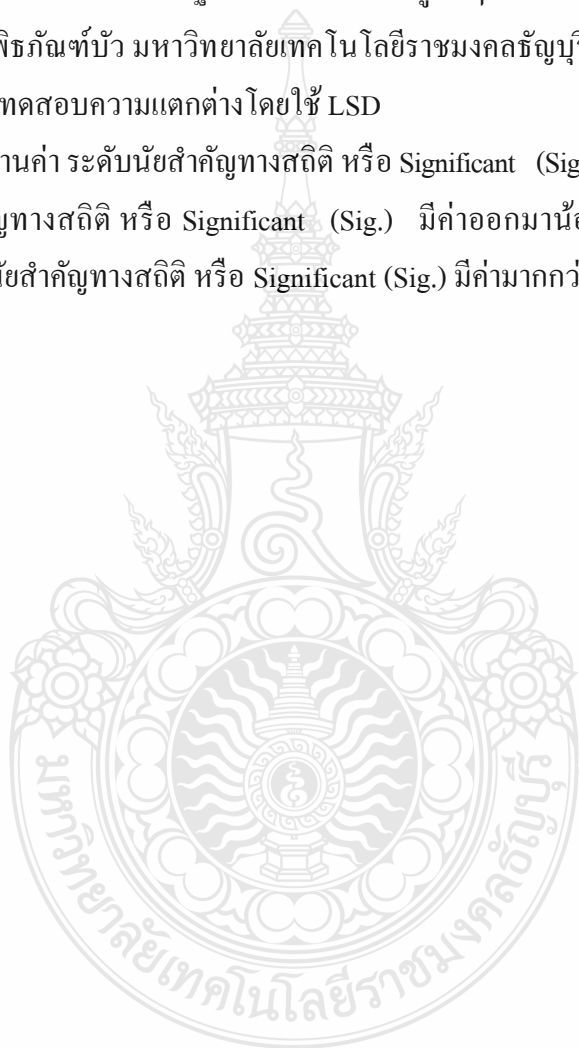 พิธภัณฑ์บัว มหาวิทยาลัยเทคโนโลยีราชมงคลธัญบุรี
ทดสอบความแตกต่างโดยใช้ LSD
านค่า ระดับนัยสำคัญทางสถิติ หรือ Significant (Sig
ญทางสถิติ หรือ Significant (Sig.) มีค่าออกมาน้อ
นัยสำคัญทางสถิติ หรือ Significant (Sig.) มีค่ามากกว่
มหาวิทยาลัยเทคโนโลยีราชมงคลธัญบุรี